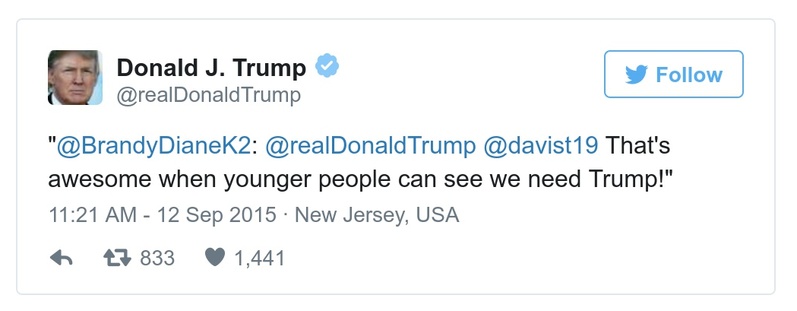 Donald J. Trump
@realDonaldTrump
Follow
"@BrandyDianeK2: @realDonaldTrump @davist19 That's
awesome when younger people can see we need Trump!"
11:21 AM - 12 Sep 2015 · New Jersey, USA
833 1,441